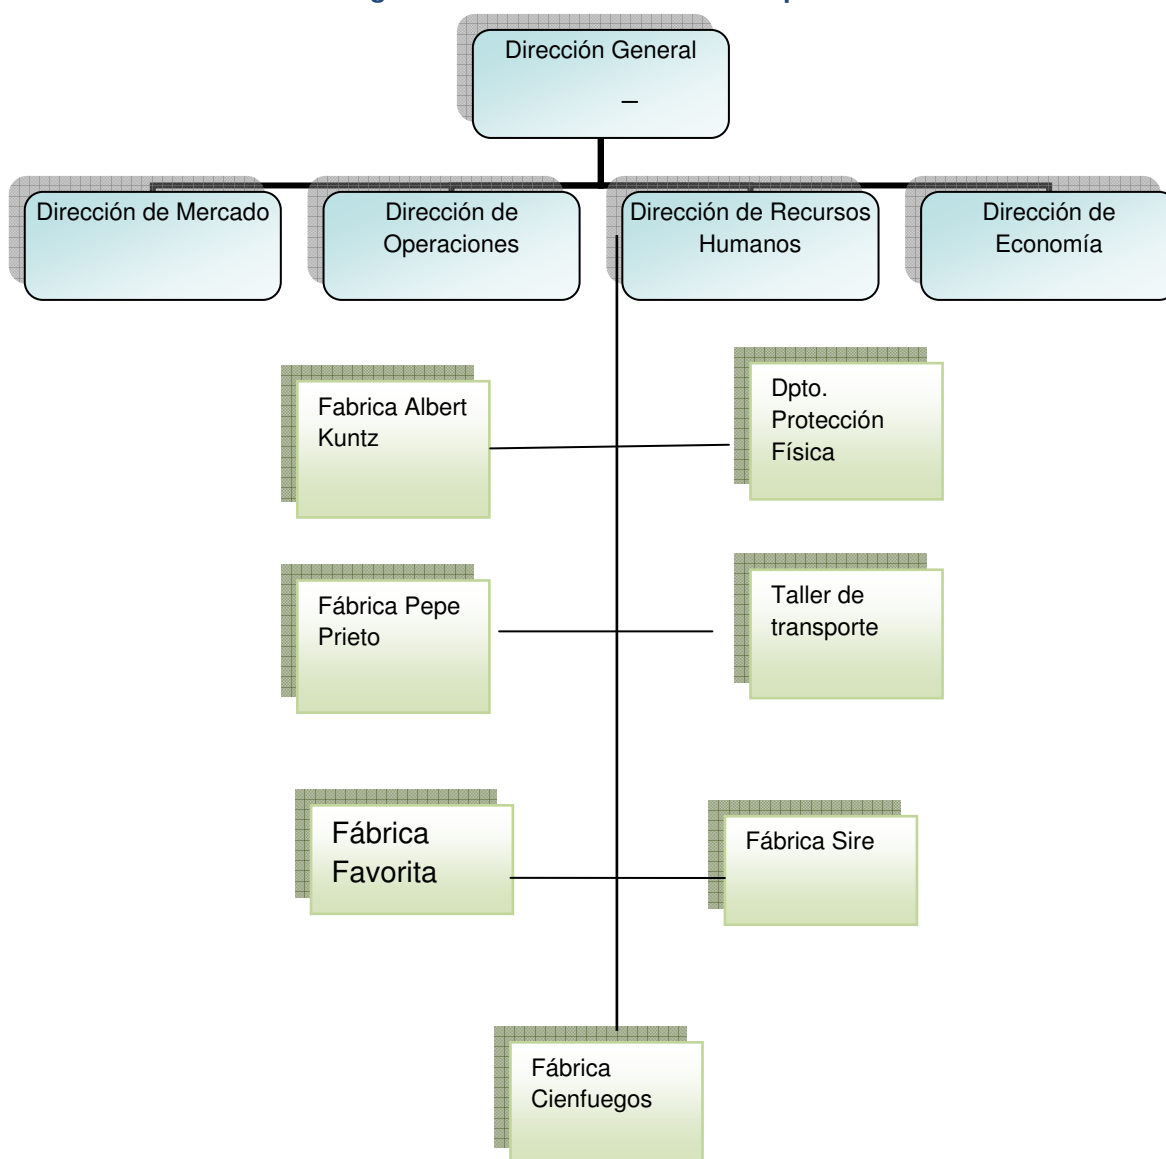 Dirección General
–
Dirección de Mercado
Dirección de
Operaciones
Dirección de Recursos
Humanos
Dirección de
Economía
Fabrica Albert
Kuntz
Dpto.
Protección
Física
Fábrica Pepe
Prieto
Taller de
transporte
Fábrica
Favorita
Fábrica Sire
Fábrica
Cienfuegos